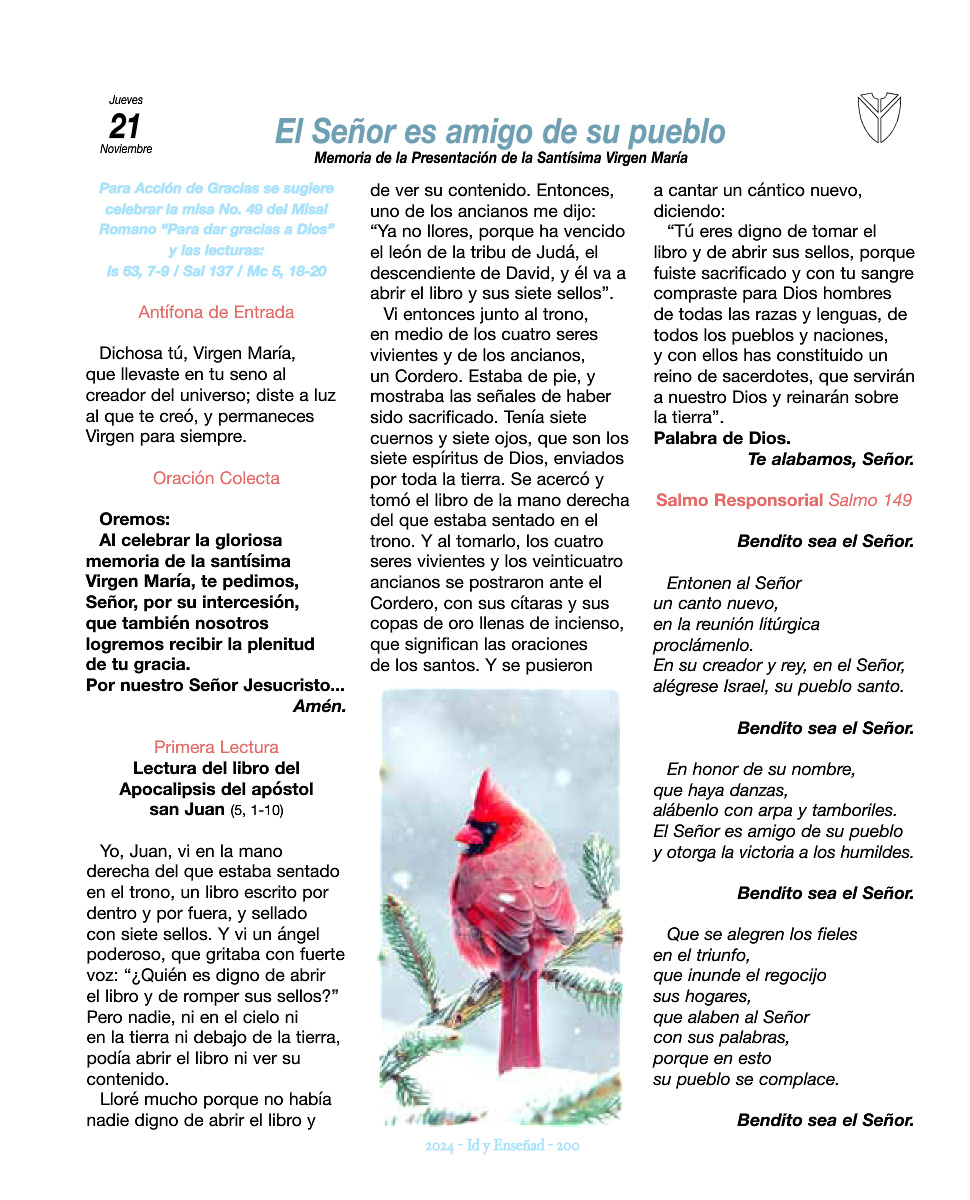 Jueves
21
Noviembre
El Señor es amigo de su pueblo
Memoria de la Presentación de la Santísima Virgen María
Para Acción de Gracias se sugiere
celebrar la misa No. 49 del Misal
Romano “Para dar gracias a Dios”
y las lecturas:
Is 63, 7-9 / Sal 137 / Mc 5, 18-20
Antífona de Entrada
Dichosa tú, Virgen María,
que llevaste en tu seno al
creador del universo; diste a luz
al que te creó, y permaneces
Virgen para siempre.
Oración Colecta
Oremos:
Al celebrar la gloriosa
memoria de la santísima
Virgen María, te pedimos,
Señor, por su intercesión,
que también nosotros
logremos recibir la plenitud
de tu gracia.
Por nuestro Señor Jesucristo...
Amén.
Primera Lectura
Lectura del libro del
Apocalipsis del apóstol
san Juan (5, 1-10)
Yo, Juan, vi en la mano
derecha del que estaba sentado
en el trono, un libro escrito por
dentro y por fuera, y sellado
con siete sellos. Y vi un ángel
poderoso, que gritaba con fuerte
voz: “¿Quién es digno de abrir
el libro y de romper sus sellos?”
Pero nadie, ni en el cielo ni
en la tierra ni debajo de la tierra,
podía abrir el libro ni ver su
contenido.
Lloré mucho porque no había
nadie digno de abrir el libro y
de ver su contenido. Entonces,
uno de los ancianos me dijo:
“Ya no llores, porque ha vencido
el león de la tribu de Judá, el
descendiente de David, y él va a
abrir el libro y sus siete sellos”.
Vi entonces junto al trono,
en medio de los cuatro seres
vivientes y de los ancianos,
un Cordero. Estaba de pie, y
mostraba las señales de haber
sido sacrificado. Tenía siete
cuernos y siete ojos, que son los
siete espíritus de Dios, enviados
por toda la tierra. Se acercó y
tomó el libro de la mano derecha
del que estaba sentado en el
trono. Y al tomarlo, los cuatro
seres vivientes y los veinticuatro
ancianos se postraron ante el
Cordero, con sus cítaras y sus
copas de oro llenas de incienso,
que significan las oraciones
de los santos. Y se pusieron
a cantar un cántico nuevo,
diciendo:
“Tú eres digno de tomar el
libro y de abrir sus sellos, porque
fuiste sacrificado y con tu sangre
compraste para Dios hombres
de todas las razas y lenguas, de
todos los pueblos y naciones,
y con ellos has constituido un
reino de sacerdotes, que servirán
a nuestro Dios y reinarán sobre
la tierra”.
Palabra de Dios.
Te alabamos, Señor.
Salmo Responsorial Salmo 149
Bendito sea el Señor.
Entonen al Señor
un canto nuevo,
en la reunión litúrgica
proclámenlo.
En su creador y rey, en el Señor,
alégrese Israel, su pueblo santo.
Bendito sea el Señor.
En honor de su nombre,
que haya danzas,
alábenlo con arpa y tamboriles.
El Señor es amigo de su pueblo
y otorga la victoria a los humildes.
Bendito sea el Señor.
Que se alegren los fieles
en el triunfo,
que inunde el regocijo
sus hogares,
que alaben al Señor
con sus palabras,
porque en esto
su pueblo se complace.
Bendito sea el Señor.
2024 - Id y Enseñad - 200